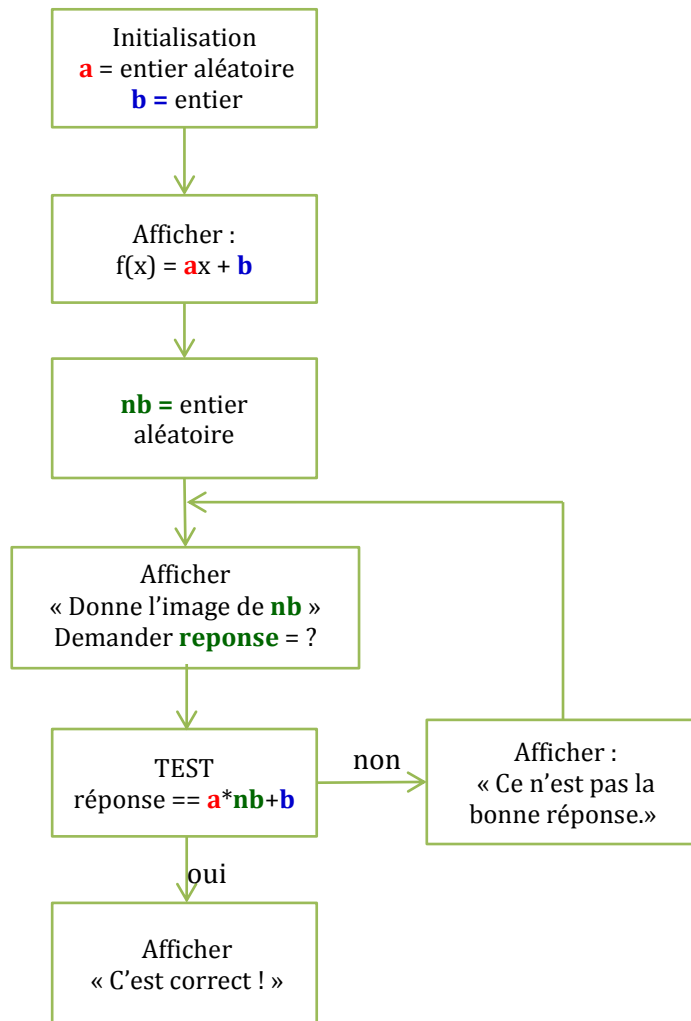 Initialisation
a = entier aléatoire
b = entier
Afficher :
f(x) = ax + b
nb = entier
aléatoire
Afficher
« Donne l’image de nb »
Demander reponse = ?
TEST
réponse == a*nb+b
non
Afficher :
« Ce n’est pas la
bonne réponse.»
oui
Afficher
« C’est correct ! »